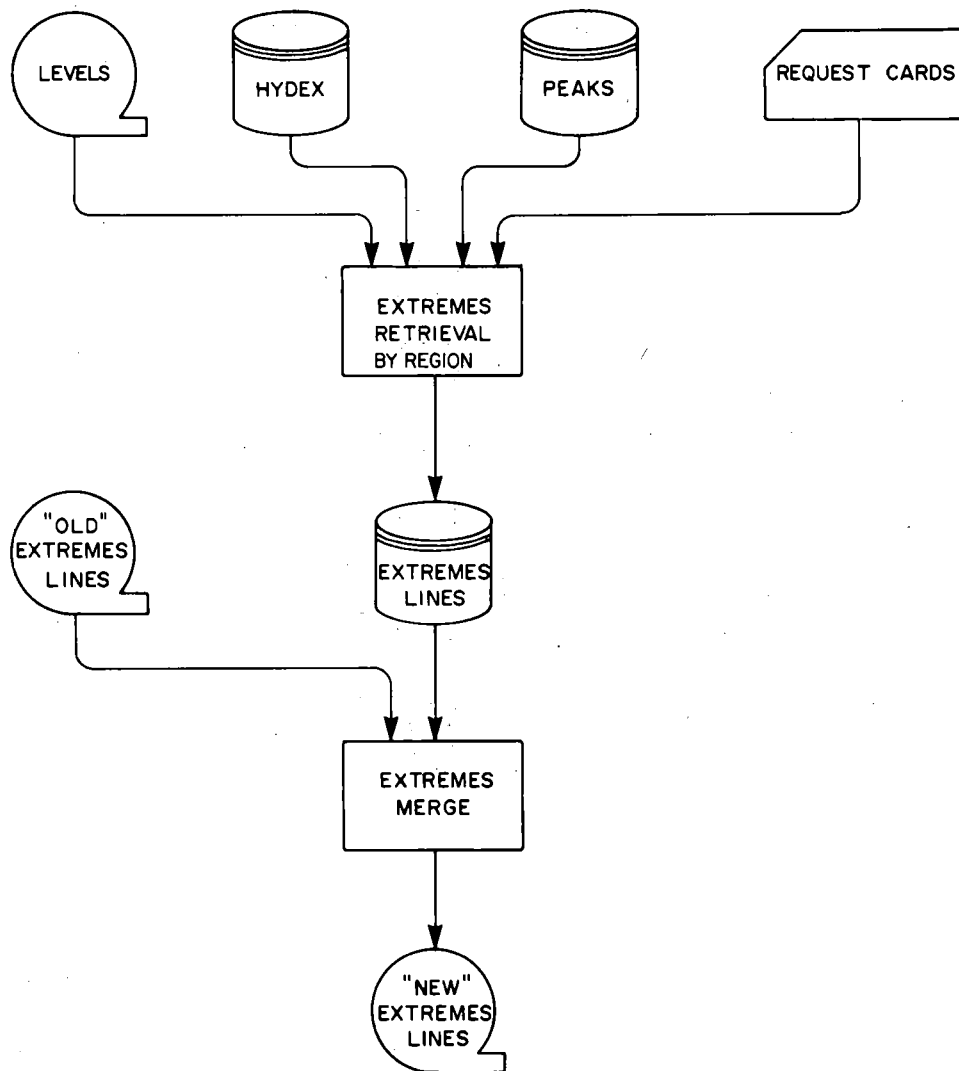 LEVELS
HYDEX
PEAKS
REQUEST CARDS
EXTREMES
RETRIEVAL
BY REGION
"OLD"
EXTREMES
LINES
EXTREMES
LINES
EXTREMES
MERGE
"NEW"
EXTREMES
LINES